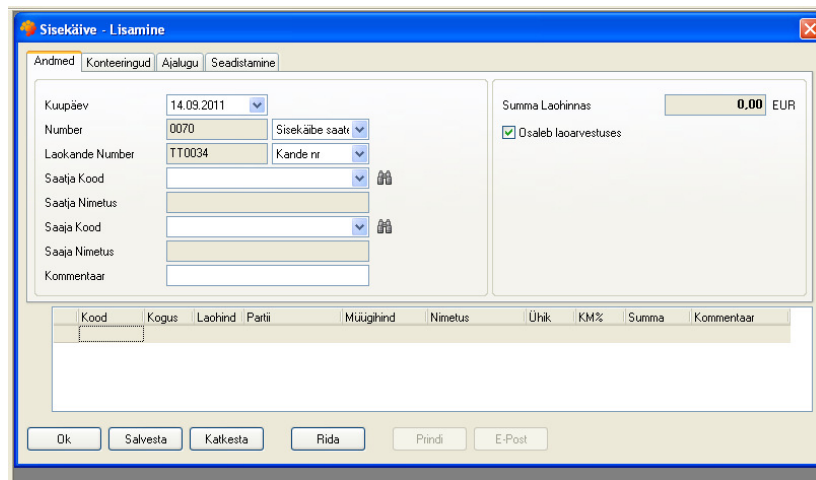 Sisekäive - Lisamine
Andmed Konteeringud Ajalugu Seadistamine
Kuupäev 14.09.2011 Summa Laohinnas 0,00 EUR
Number 0070 Sisekäibe saate Osaleb laoarvestuses
Laokande Number TT0034 Kande nr
Saatja Kood
Saatja Nimetus
Saaja Kood
Saaja Nimetus
Kommentaar
Kood Kogus Laohind Partii Müügihind Nimetus Ühik KM% Summa Kommentaar
Ok Salvesta Katkesta Rida Prindi E-Post